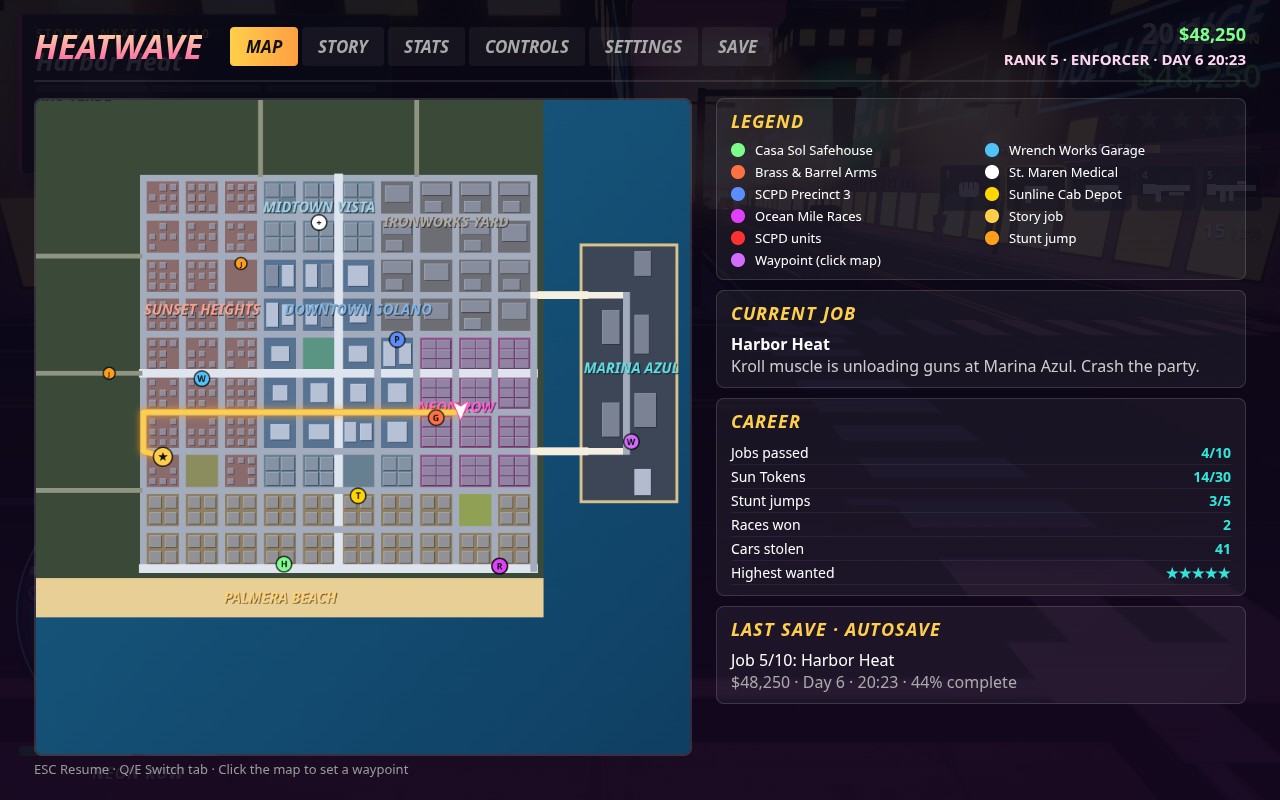 HEATWAVE
MAP
STORY
STATS
CONTROLS
SETTINGS
SAVE
$48,250
RANK 5 · ENFORCER · DAY 6 20:23
MIDTOWN VISTA
IRONWORKS YARD
SUNSET HEIGHTS
DOWNTOWN SOLANO
MARINA AZUL
NEON ROW
PALMERA BEACH
J
P
J
W
G
W
T
H
R
LEGEND
Casa Sol Safehouse
Wrench Works Garage
Brass & Barrel Arms
St. Maren Medical
SCPD Precinct 3
Sunline Cab Depot
Ocean Mile Races
Story job
SCPD units
Stunt jump
Waypoint (click map)
CURRENT JOB
Harbor Heat
Kroll muscle is unloading guns at Marina Azul. Crash the party.
CAREER
Jobs passed 4/10
Sun Tokens 14/30
Stunt jumps 3/5
Races won 2
Cars stolen 41
Highest wanted ★★★★★
LAST SAVE · AUTOSAVE
Job 5/10: Harbor Heat
$48,250 · Day 6 · 20:23 · 44% complete
ESC Resume · Q/E Switch tab · Click the map to set a waypoint